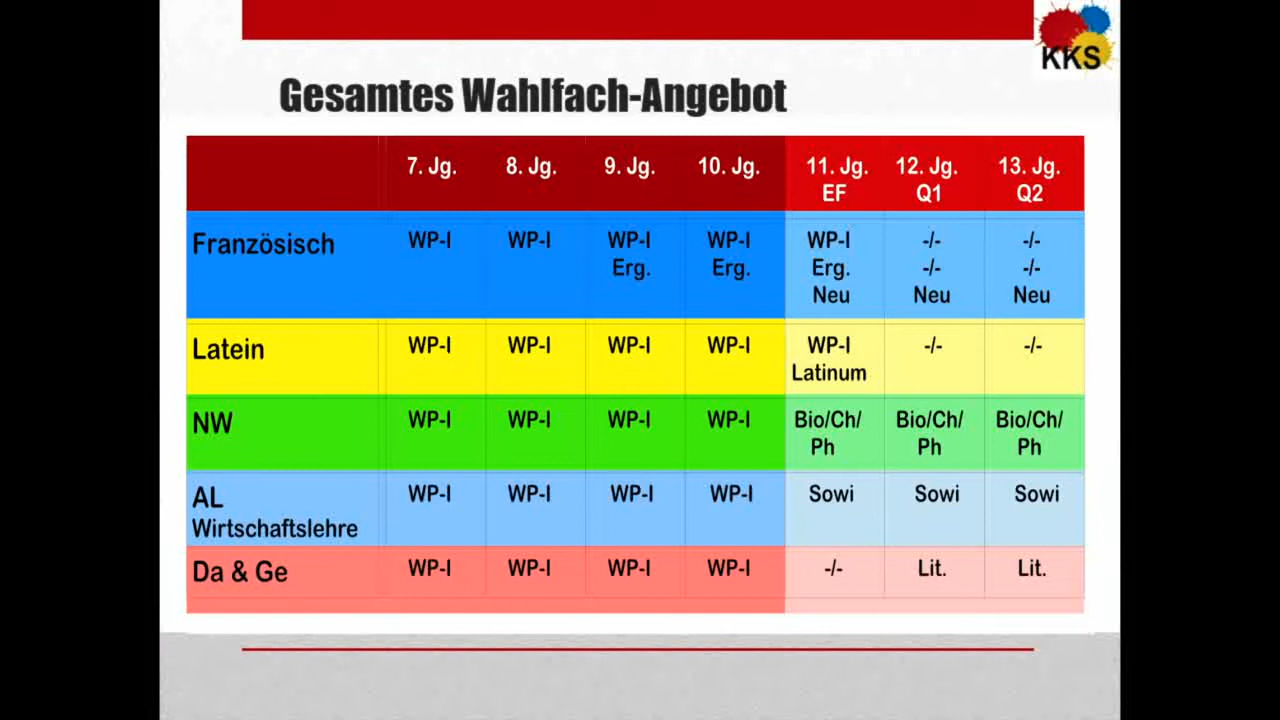 KKS
Gesamtes Wahlfach-Angebot
7. Jg. 8. Jg. 9. Jg. 10. Jg. 11. Jg. 12. Jg. 13. Jg.
EF Q1 Q2
Französisch WP-I WP-I WP-I WP-I WP-I -/- -/-
Erg. Erg. Erg. -/- -/-
Neu Neu Neu
Latein WP-I WP-I WP-I WP-I WP-I -/- -/-
Latinum
NW WP-I WP-I WP-I WP-I Bio/Ch/ Bio/Ch/ Bio/Ch/
Ph Ph Ph
AL WP-I WP-I WP-I WP-I Sowi Sowi Sowi
Wirtschaftslehre
Da & Ge WP-I WP-I WP-I WP-I -/- Lit. Lit.